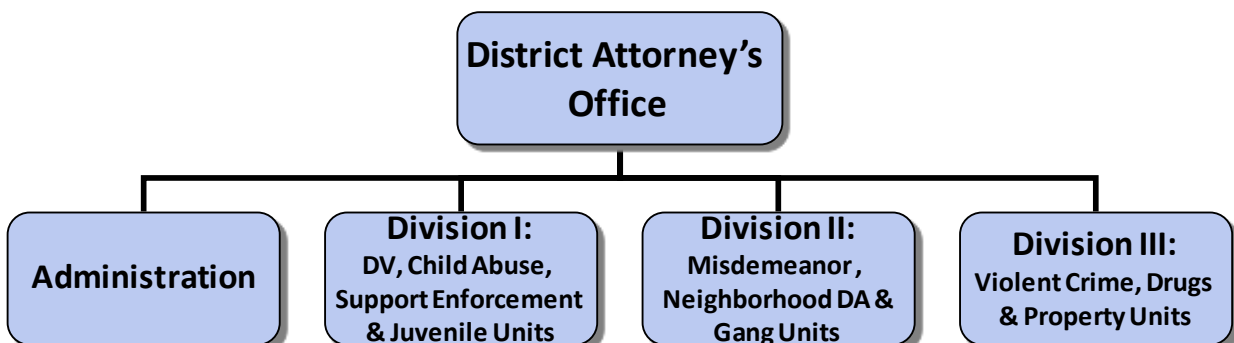 District Attorney’s
Office
Administration
Division I:
DV, Child Abuse,
Support Enforcement
& Juvenile Units
Division II:
Misdemeanor ,
Neighborhood DA &
Gang Units
Division III:
Violent Crime, Drugs
& Property Units